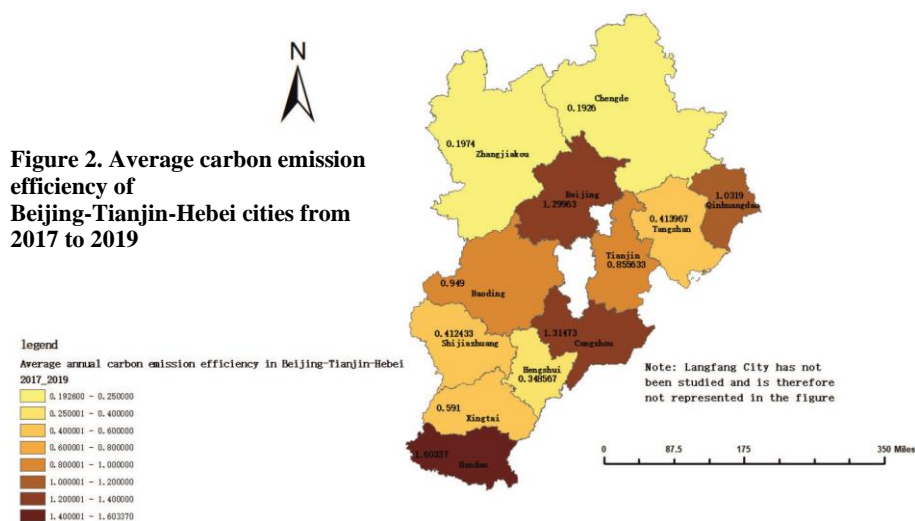 N
Figure 2. Average carbon emission
efficiency of
Beijing-Tianjin-Hebei cities from
2017 to 2019
Chengde
0.1926
0.1974
Zhangjiakou
Beijing
1.29963
1.0319
Qinhuangdao
0.413967
Tangshan
Tianjin
0.855633
0.949
Baoding
0.412433
Shijiazhuang
1.31473
Cangzhou
Hengshui
0.348567
0.591
Xingtai
1.60337
Handan
Note: Langfang City has not
been studied and is therefore
not represented in the figure
0 87.5 175 350 Miles
legend
Average annual carbon emission efficiency in Beijing-Tianjin-Hebei
2017_2019
0.192600 - 0.250000
0.250001 - 0.400000
0.400001 - 0.600000
0.600001 - 0.800000
0.800001 - 1.000000
1.000001 - 1.200000
1.200001 - 1.400000
1.400001 - 1.603370